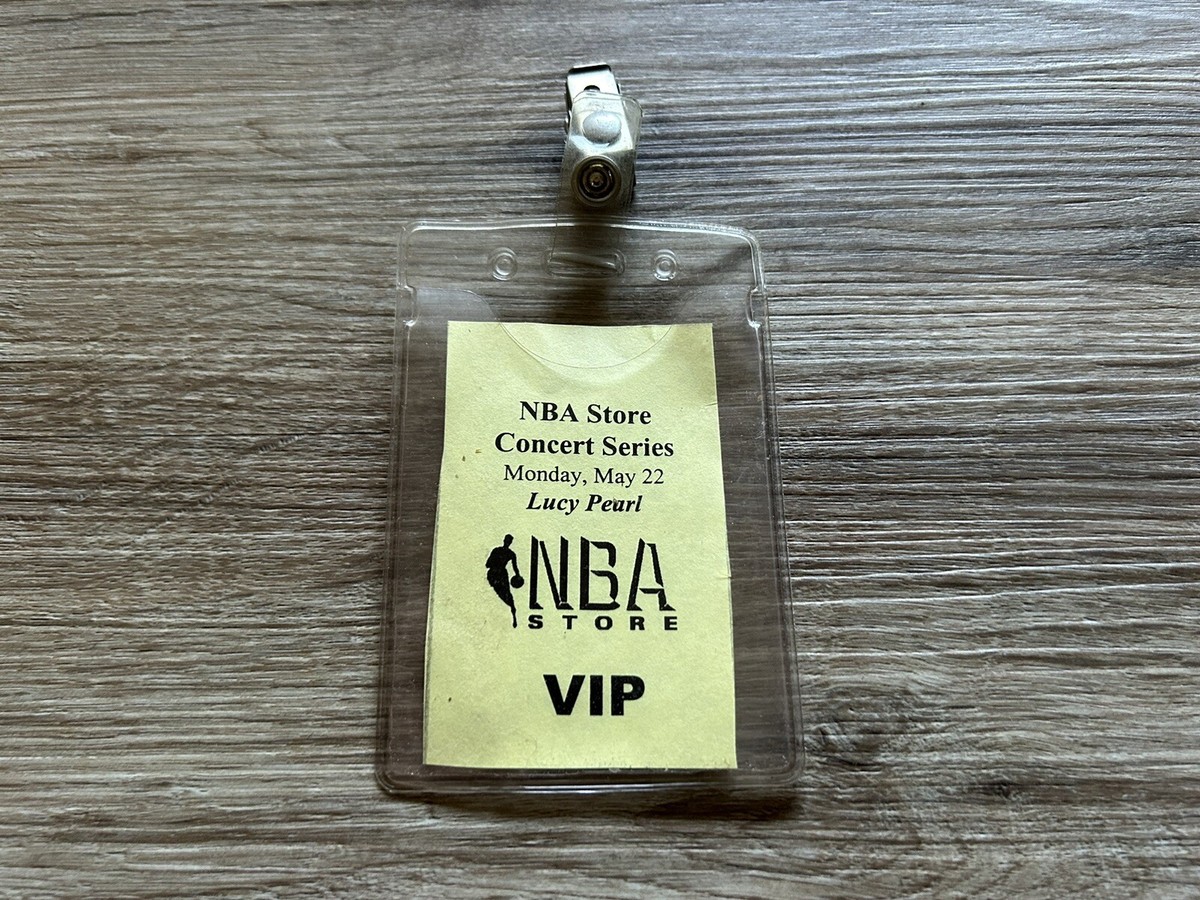 NBA Store
Concert Series
Monday, May 22
Lucy Pearl
NBA
STORE
VIP